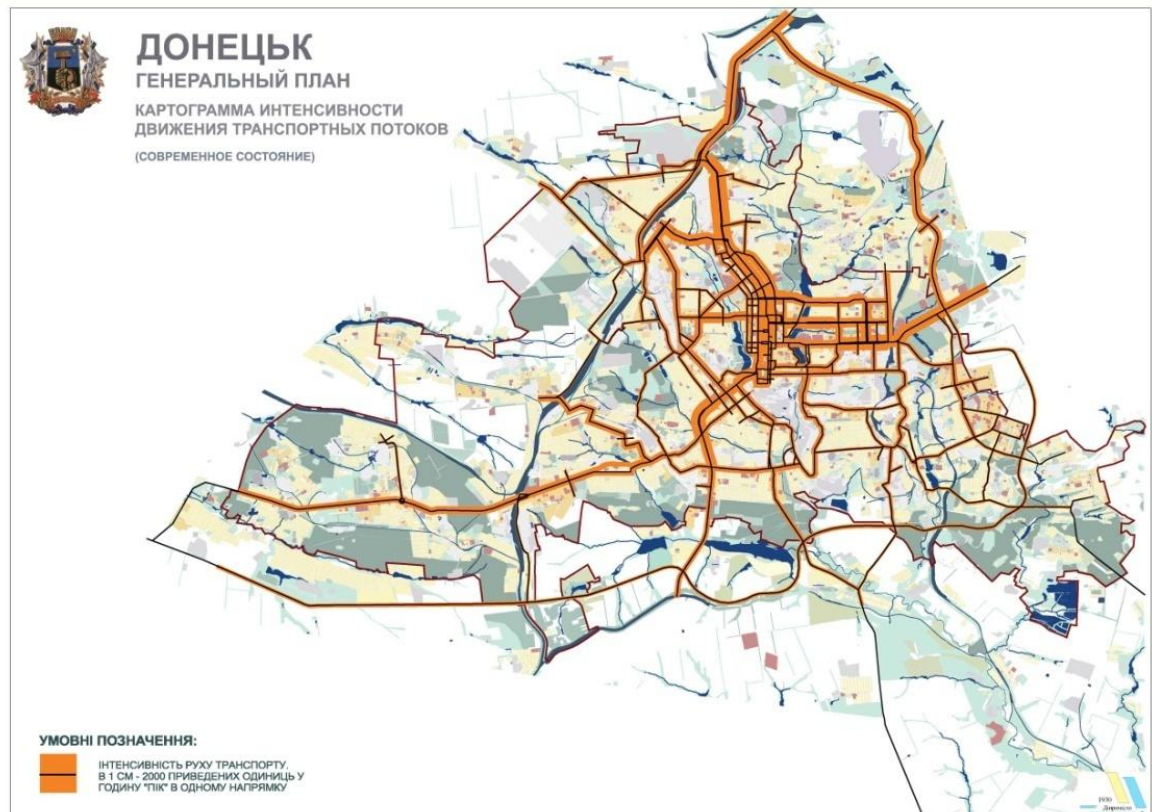 ДОНЕЦЬК
ГЕНЕРАЛЬНЫЙ ПЛАН
КАРТОГРАММА ИНТЕНСИВНОСТИ
ДВИЖЕНИЯ ТРАНСПОРТНЫХ ПОТОКОВ
(СОВРЕМЕННОЕ СОСТОЯНИЕ)
УМОВНІ ПОЗНАЧЕННЯ:
ІНТЕНСИВНІСТЬ РУХУ ТРАНСПОРТУ.
В 1 СМ - 2000 ПРИВЕДЕНИХ ОДИНИЦЬ У
ГОДИНУ "ПІК" В ОДНОМУ НАПРЯМКУ